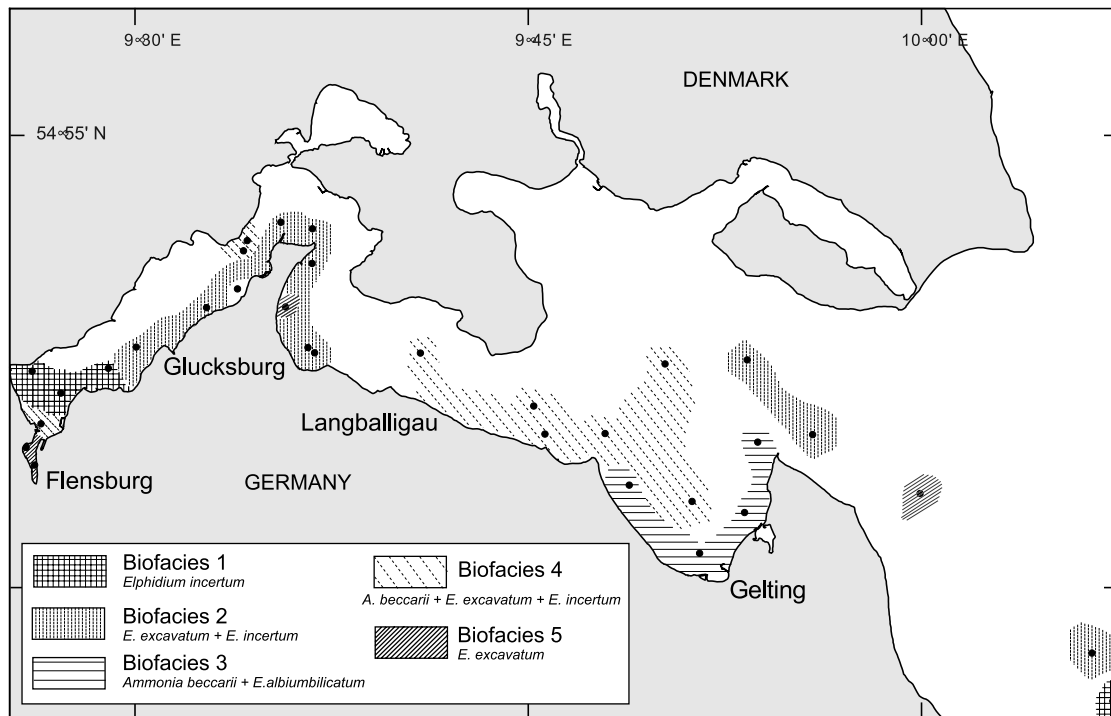 9∞30' E
9∞45' E
10∞00' E
DENMARK
54∞55' N
Glucksburg
Langballigau
Flensburg
GERMANY
Gelting
Biofacies 1
Elphidium incertum
Biofacies 2
E. excavatum + E. incertum
Biofacies 3
Ammonia beccarii + E.albiumbilicatum
Biofacies 4
A. beccarii + E. excavatum + E. incertum
Biofacies 5
E. excavatum